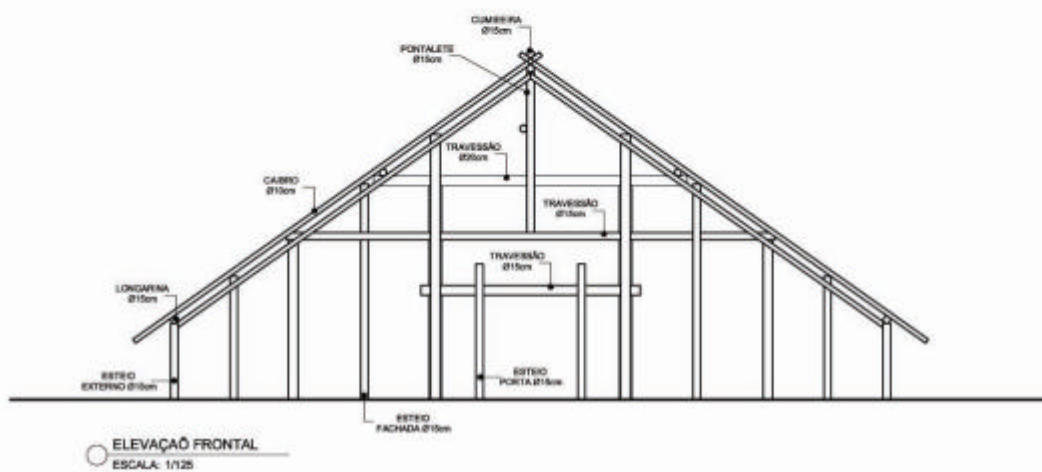 CUMEEIRA
Ø15cm
PONTALETE
Ø15cm
TRAVESSÃO
Ø20cm
CAIBRO
Ø10cm
TRAVESSÃO
Ø15cm
TRAVESSÃO
Ø15cm
LONGARINA
Ø15cm
ESTEIO
EXTERNO Ø15cm
ESTEIO
PORTA Ø15cm
ESTEIO
FACHADA Ø15cm
ELEVAÇAÕ FRONTAL
ESCALA: 1/125